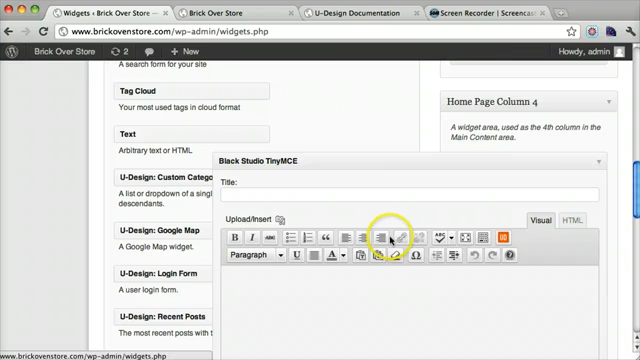 Widgets ‹ Brick Over Store —
Brick Over Store
U-Design Documentation
Screen Recorder | Screencast
www.brickovenstore.com/wp-admin/widgets.php
Brick Over Store
2
+ New
Howdy, admin
A search form for your site
Tag Cloud
Your most used tags in cloud format
Text
Arbitrary text or HTML
U-Design: Custom Catego
A list or dropdown of a singl
descendants.
U-Design: Google Map
A Google Map widget.
U-Design: Login Form
A user login form.
U-Design: Recent Posts
The most recent posts with t
Home Page Column 4
A widget area, used as the 4th column in the
Main Content area.
Black Studio TinyMCE
Title:
Upload/Insert
Visual
HTML
B I ABC
ABC
UD
Paragraph
U
A
Ω
www.brickovenstore.com/wp-admin/widgets.php